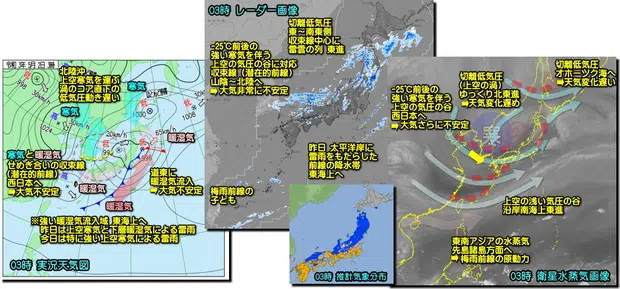 北陸沖
上空寒気を運ぶ
渦のコア直下の
低気圧動き遅い
寒気
寒気
30km/h
20km/h
65km/h
1000
1008
996
低
低
低
高
寒気と暖湿気
せめぎ合いの収束線
(潜在的前線)
西日本へ
➡大気不安定
暖湿気
暖湿気
暖湿気
道東に
暖湿気流入
➡大気不安定
※強い暖湿気流入域 東海上へ
昨日は上空寒気と下層暖湿気による雷雨
今日は特に強い上空寒気による雷雨
03時 実況天気図
03時 レーダー画像
-25℃前後の
強い寒気を伴う
上空の気圧の谷に対応
収束線(潜在的前線)
山陰~北陸へ
➡大気非常に不安定
切離低気圧
東~南東側
収束線中心に
雷雲の列 東進
昨日 太平洋岸に
雷雨をもたらした
前線の降水帯
東海上へ
梅雨前線の
子ども
03時 推計気象分布
-25℃前後の
強い寒気を伴う
上空の気圧の谷
西日本へ
➡大気さらに不安定
切離低気圧
(上空の渦)
ゆっくり北東進
➡天気変化遅め
切離低気圧
オホーツク海へ
➡天気変化遅い
寒
上空の浅い気圧の谷
沿岸南海上東進
東南アジアの水蒸気
先島諸島方面へ
➡梅雨前線の原動力
03時 衛星水蒸気画像